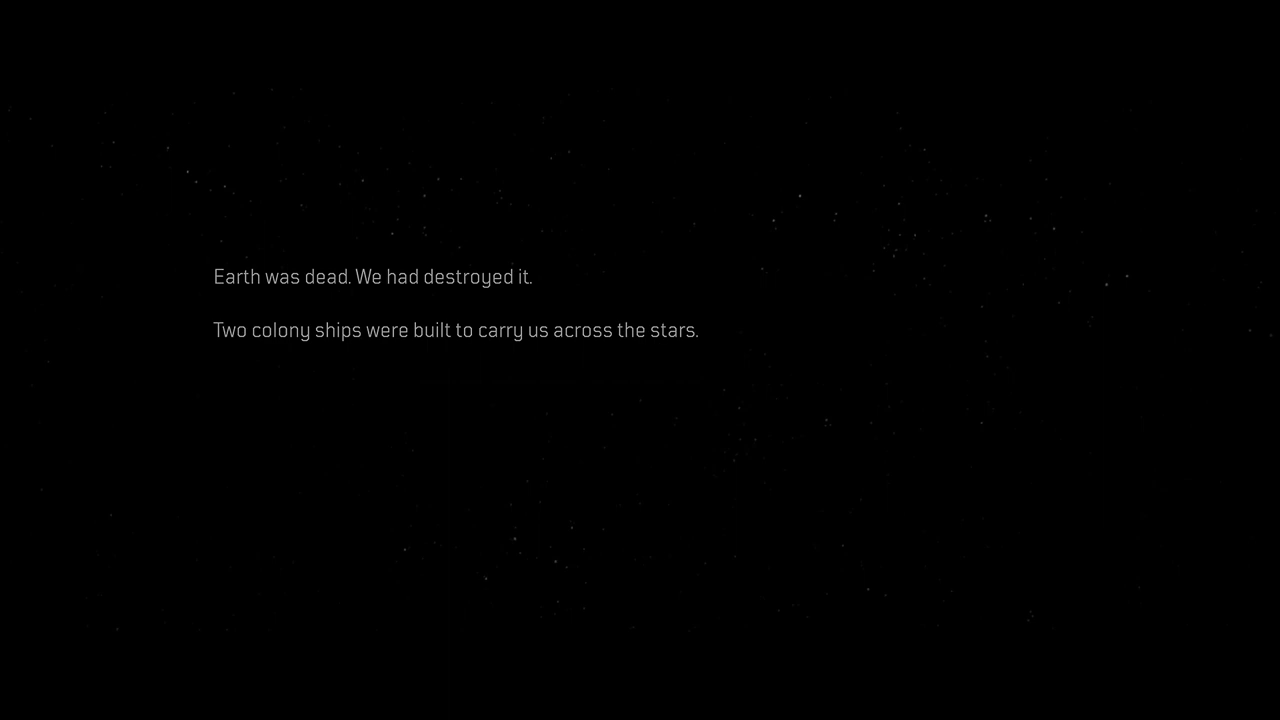 Earth was dead. We had destroyed it.
Two colony ships were built to carry us across the stars.